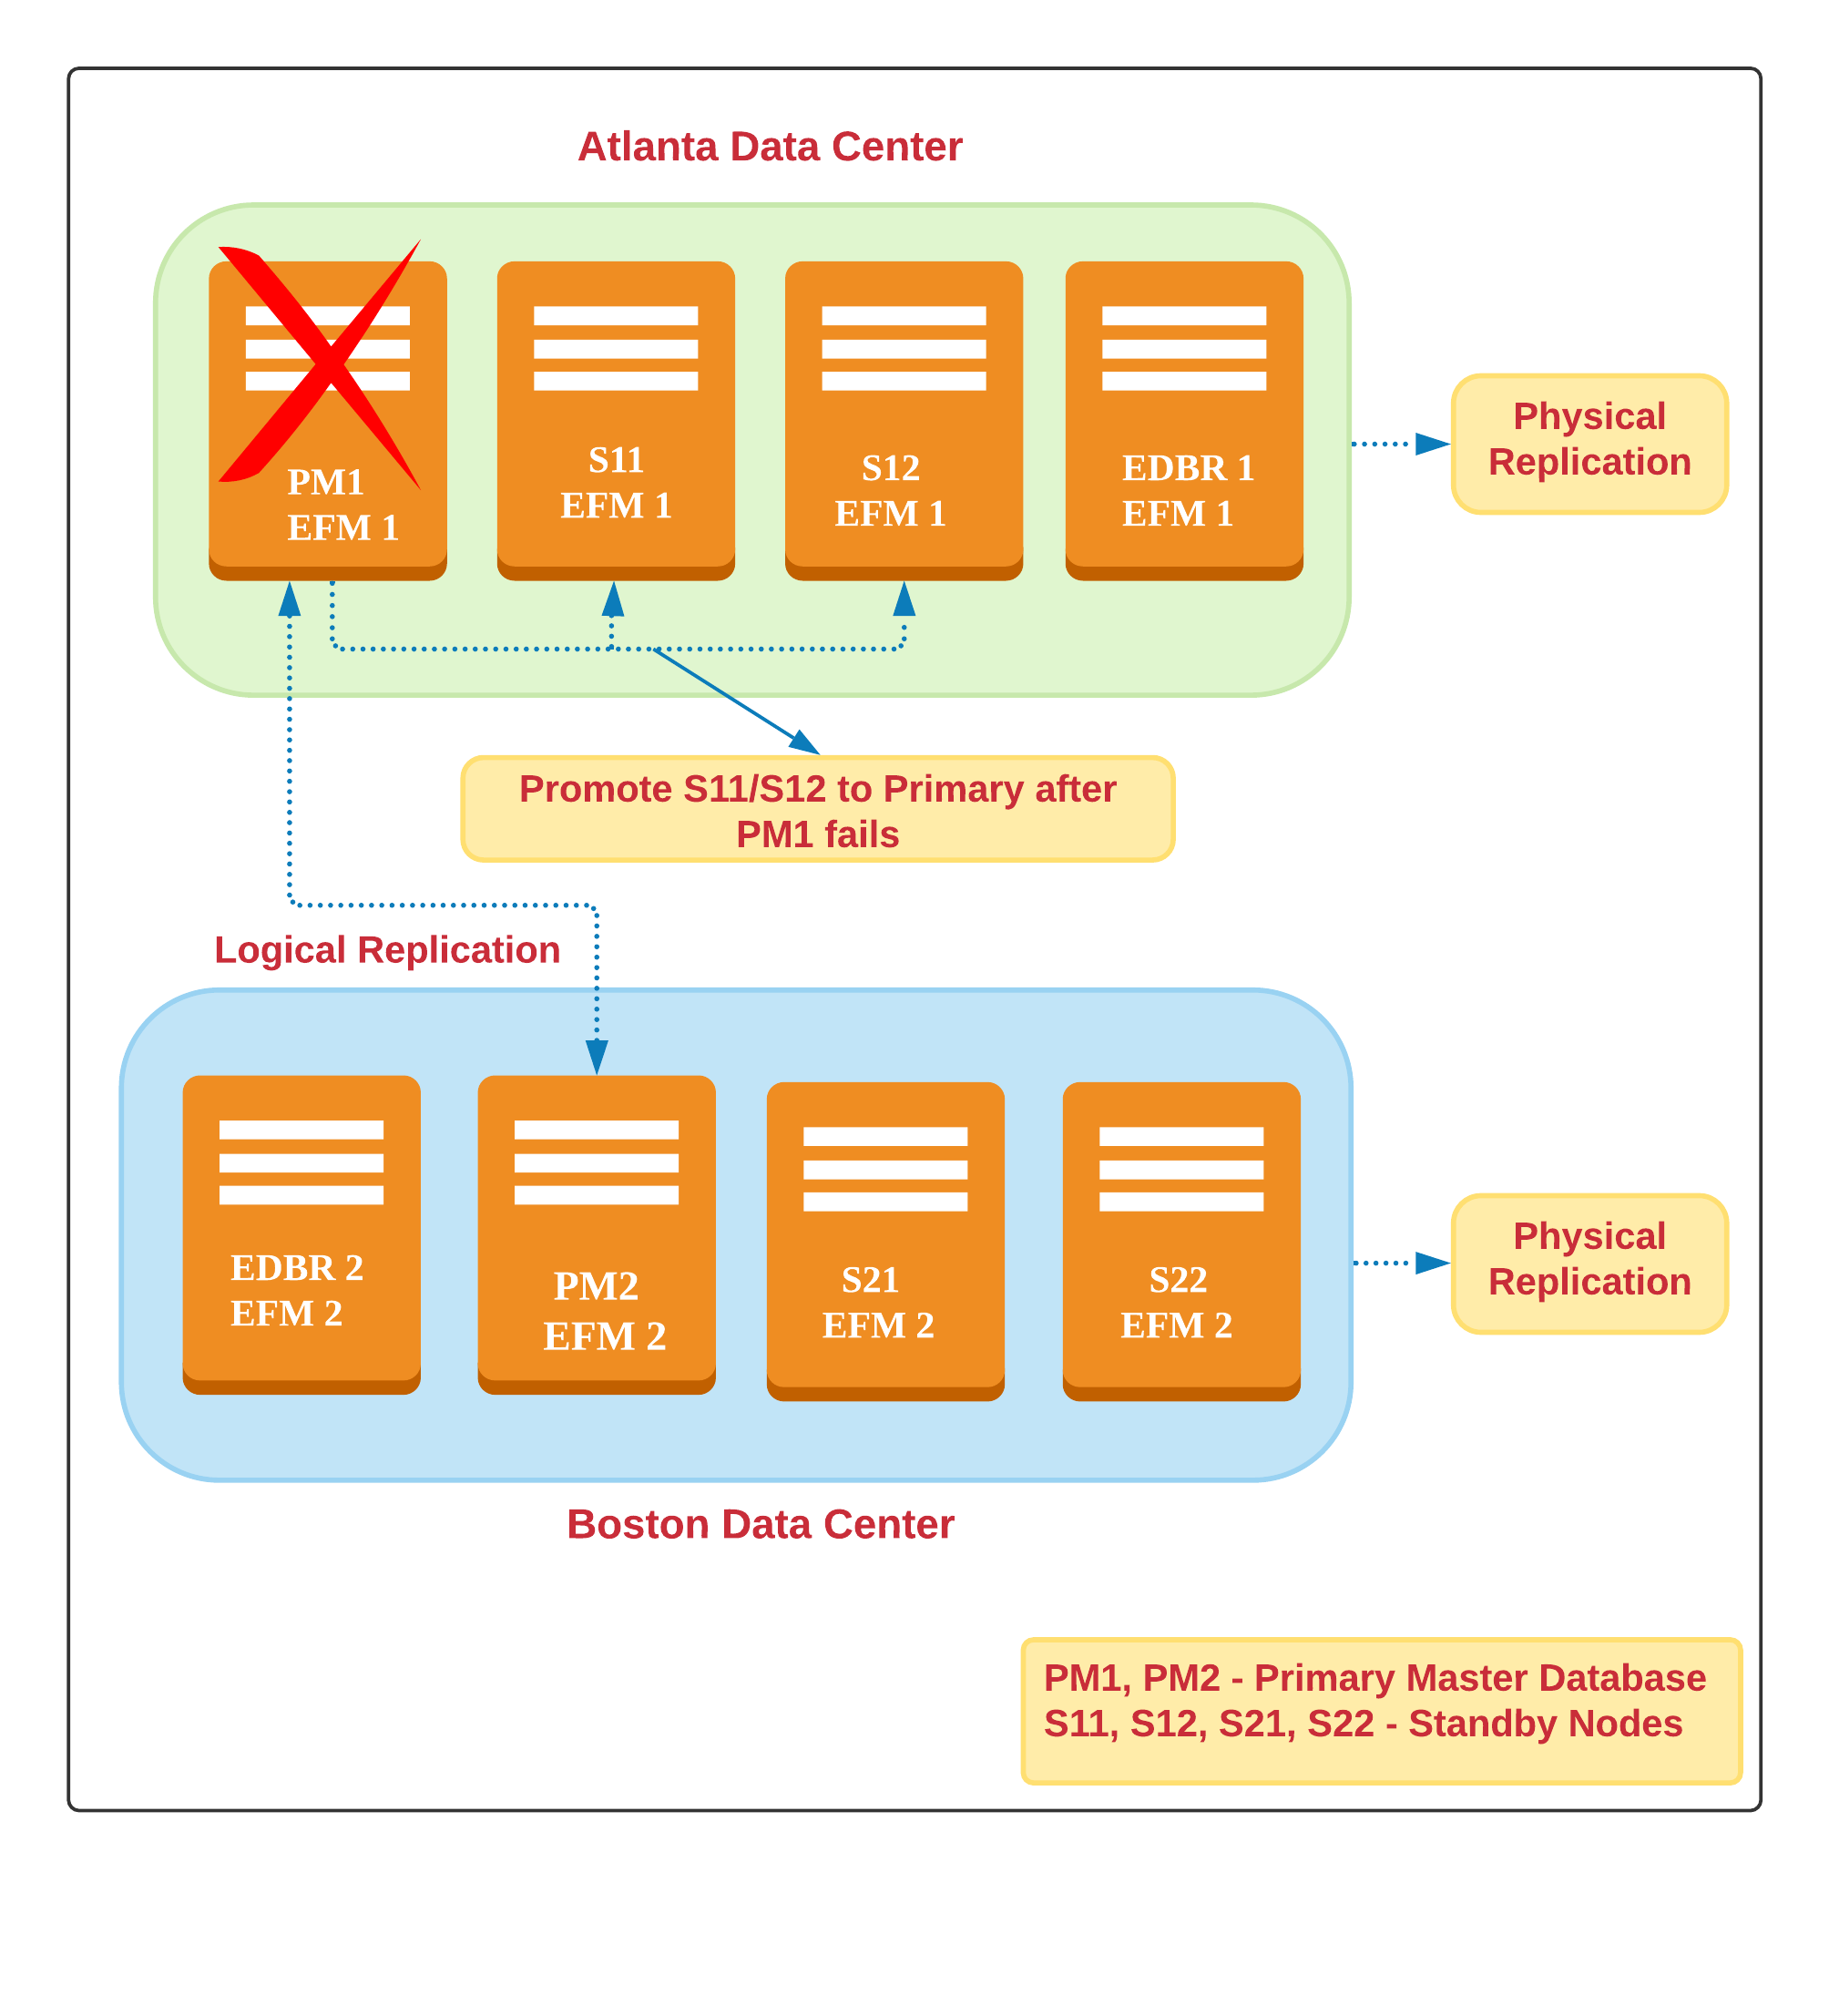 Atlanta Data Center
PM1
EFM 1
S11
EFM 1
S12
EFM 1
EDBR 1
EFM 1
Physical
Replication
Promote S11/S12 to Primary after
PM1 fails
Logical Replication
EDBR 2
EFM 2
PM2
EFM 2
S21
EFM 2
S22
EFM 2
Physical
Replication
Boston Data Center
PM1, PM2 - Primary Master Database
S11, S12, S21, S22 - Standby Nodes